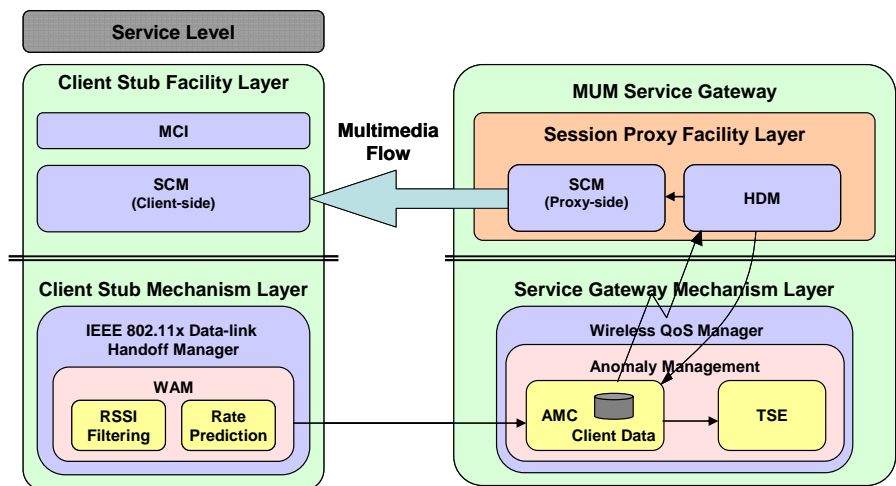 Service Level
Client Stub Facility Layer
MCI
SCM
(Client-side)
Multimedia
Flow
MUM Service Gateway
Session Proxy Facility Layer
SCM
(Proxy-side)
HDM
Client Stub Mechanism Layer
IEEE 802.11x Data-link
Handoff Manager
WAM
RSSI
Filtering
Rate
Prediction
Service Gateway Mechanism Layer
Wireless QoS Manager
Anomaly Management
AMC
Client Data
TSE